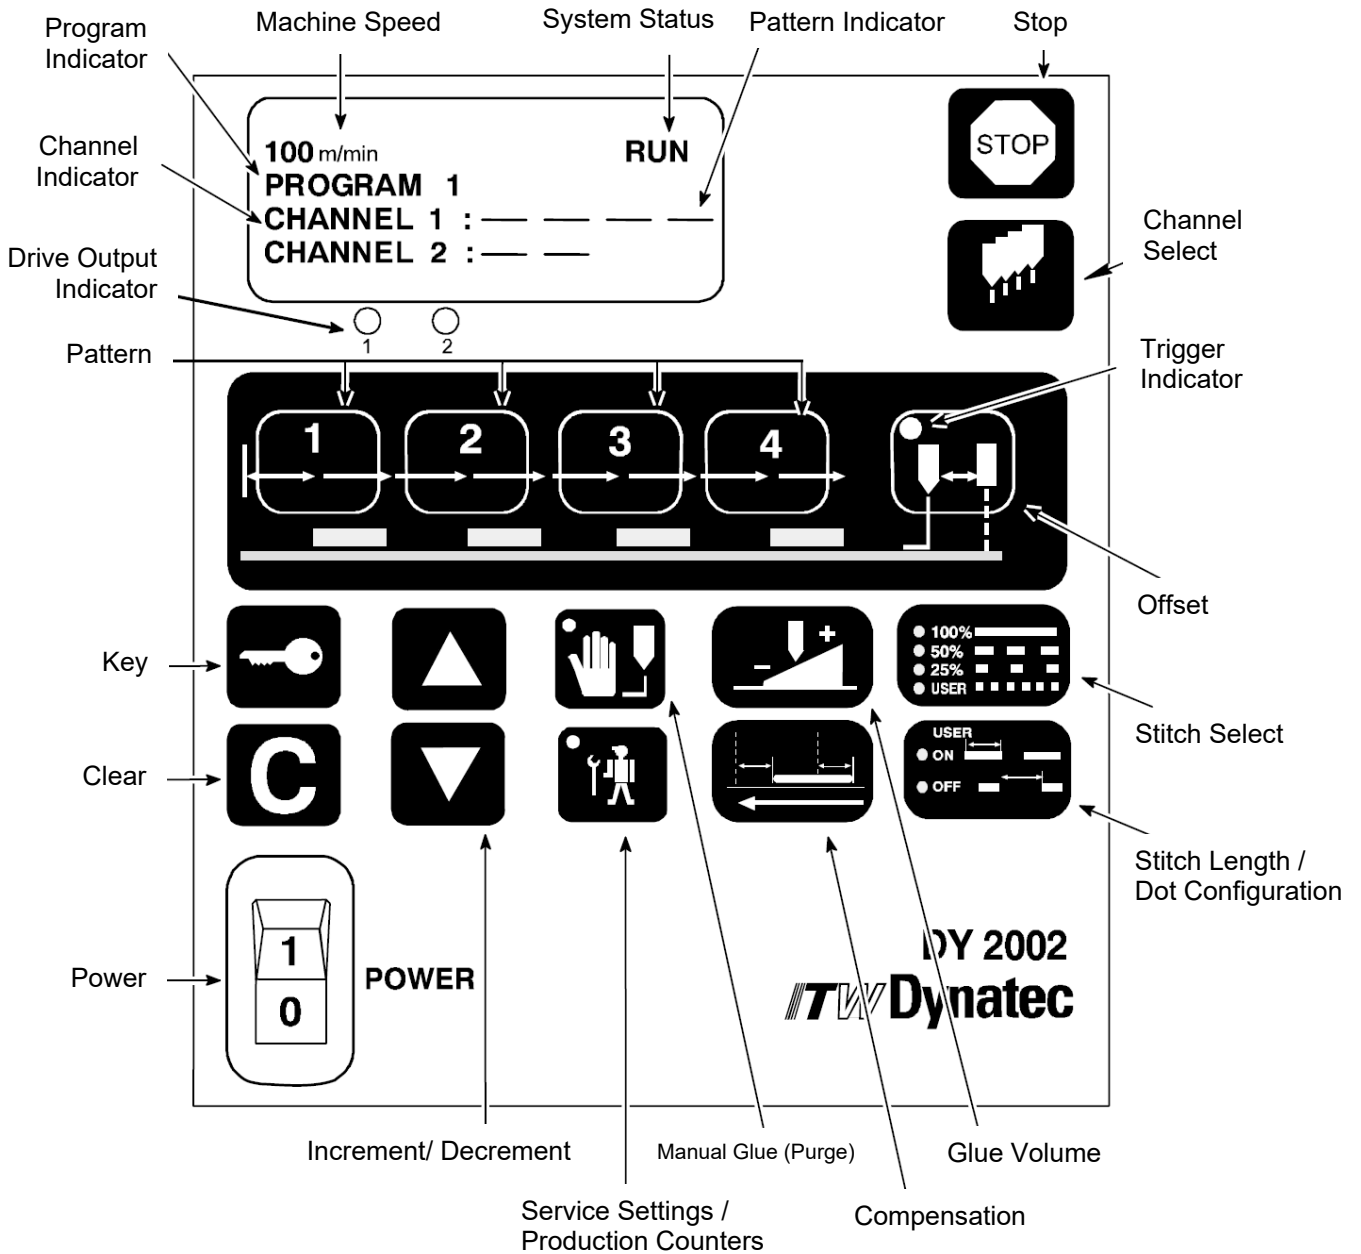 Program
Indicator
Machine Speed
System Status
Pattern Indicator
Stop
Channel
Indicator
100 m/min
RUN
PROGRAM 1
CHANNEL 1 : — — — —
CHANNEL 2 : — —
STOP
Channel
Select
Drive Output
Indicator
1
2
Pattern
Trigger
Indicator
1
2
3
4
Offset
Key
100%
50%
25%
USER
+
-
Stitch Select
Clear
C
USER
ON
OFF
Stitch Length /
Dot Configuration
Power
1
0
POWER
DY 2002
ITW Dynatec
Increment/ Decrement
Manual Glue (Purge)
Glue Volume
Service Settings /
Production Counters
Compensation